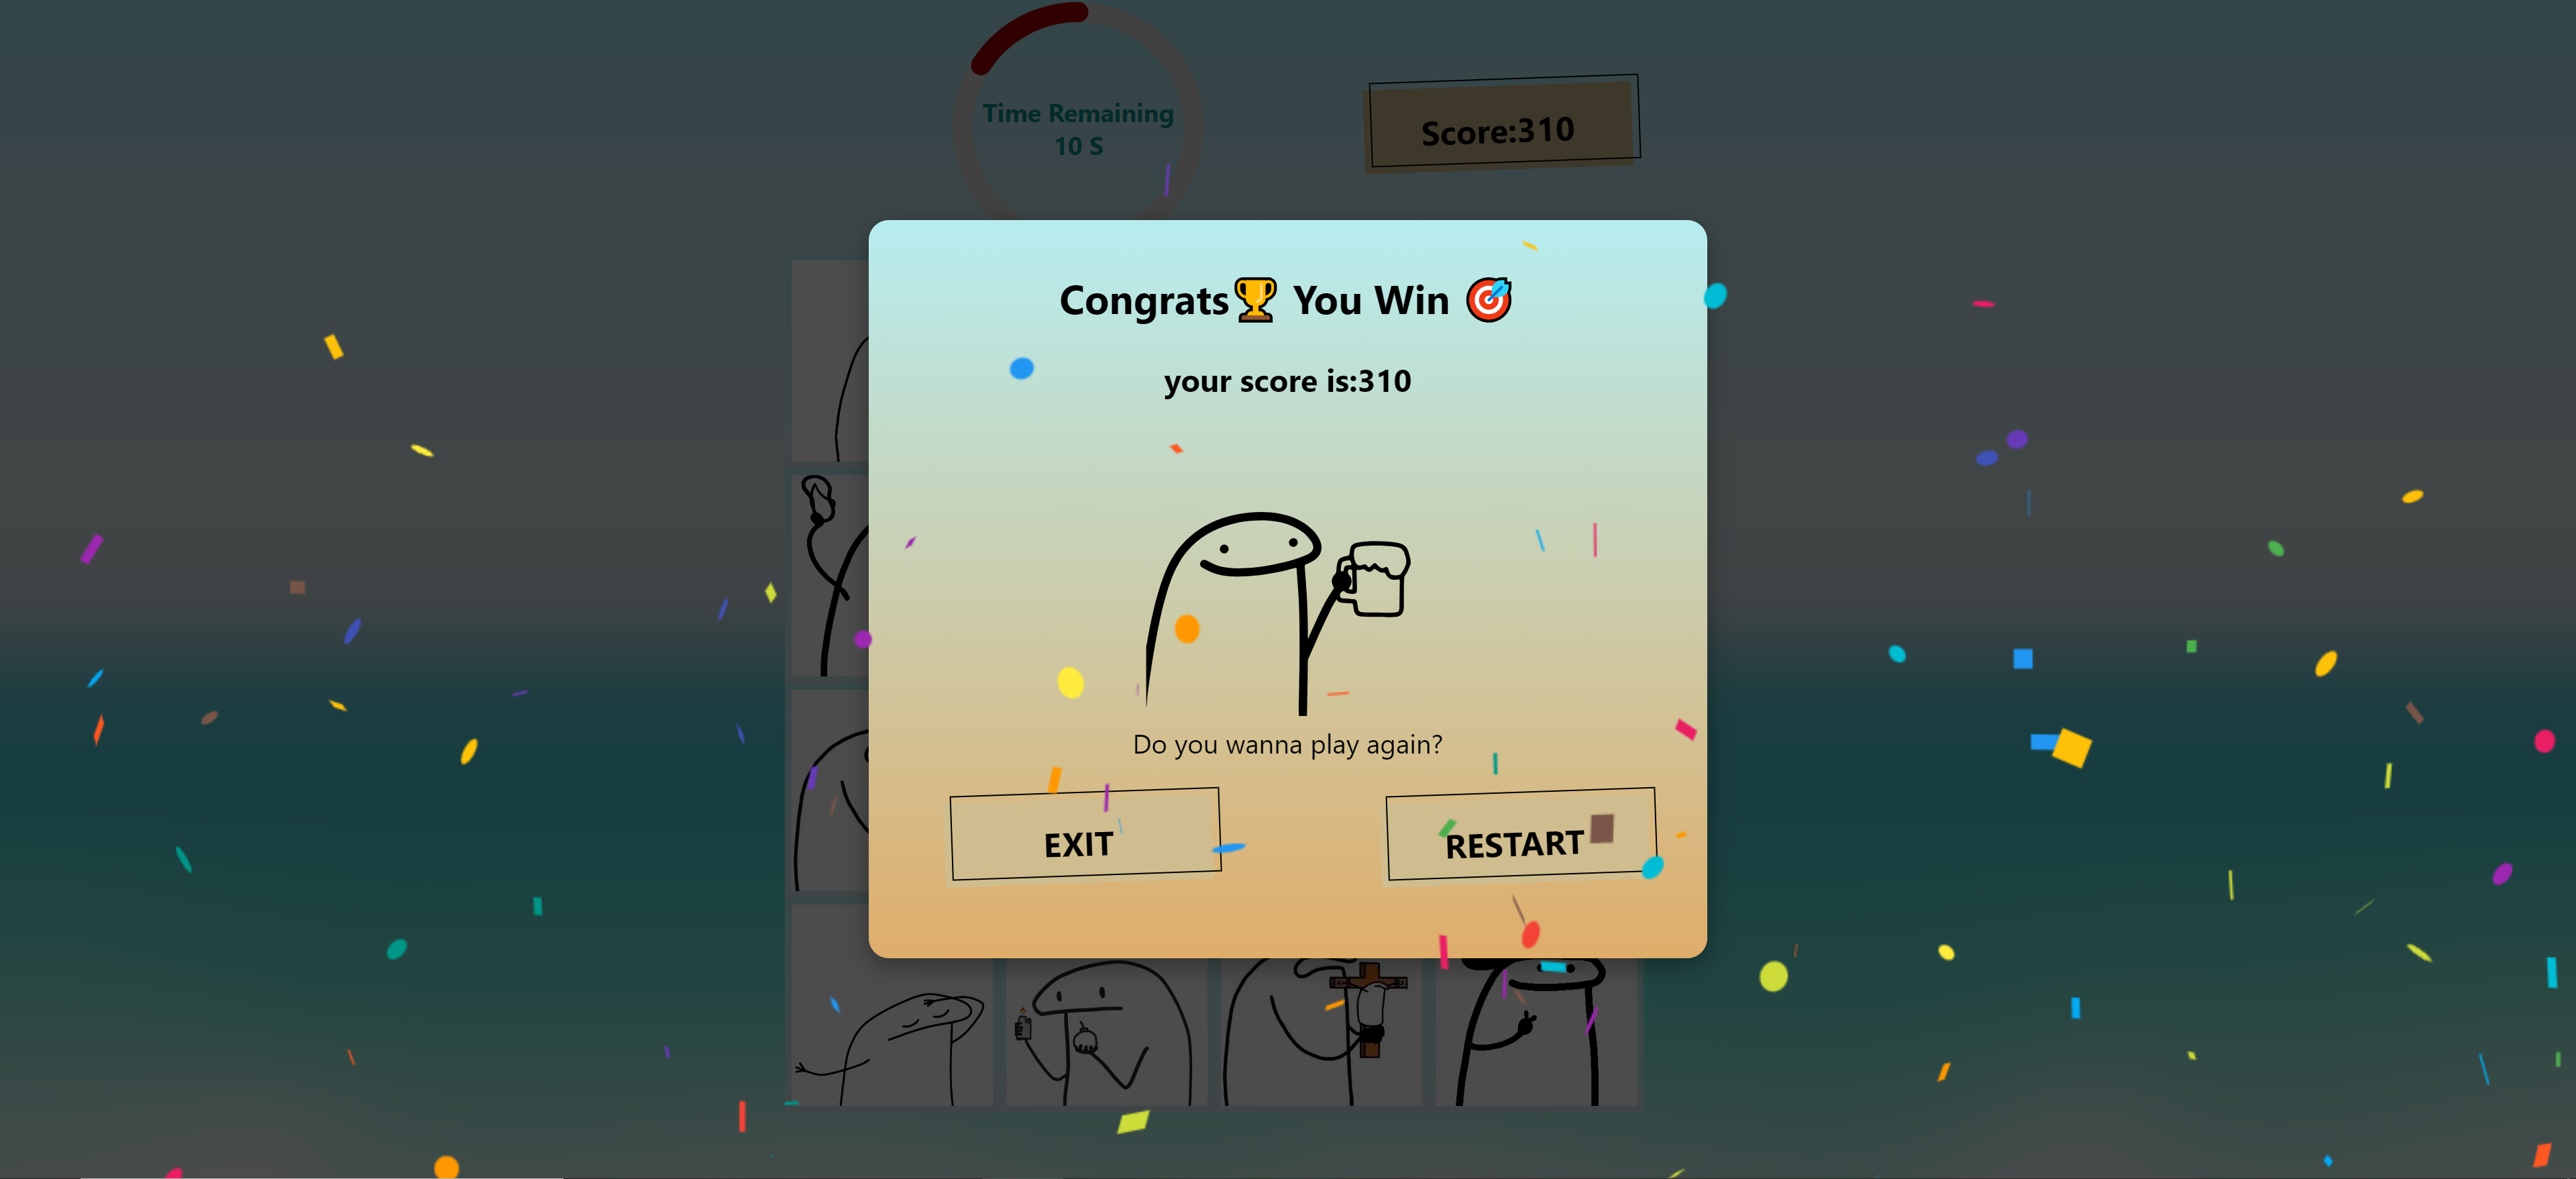 Time Remaining
10 S
Score:310
Congrats🏆 You Win 🎯
your score is:310
Do you wanna play again?
EXIT
RESTART